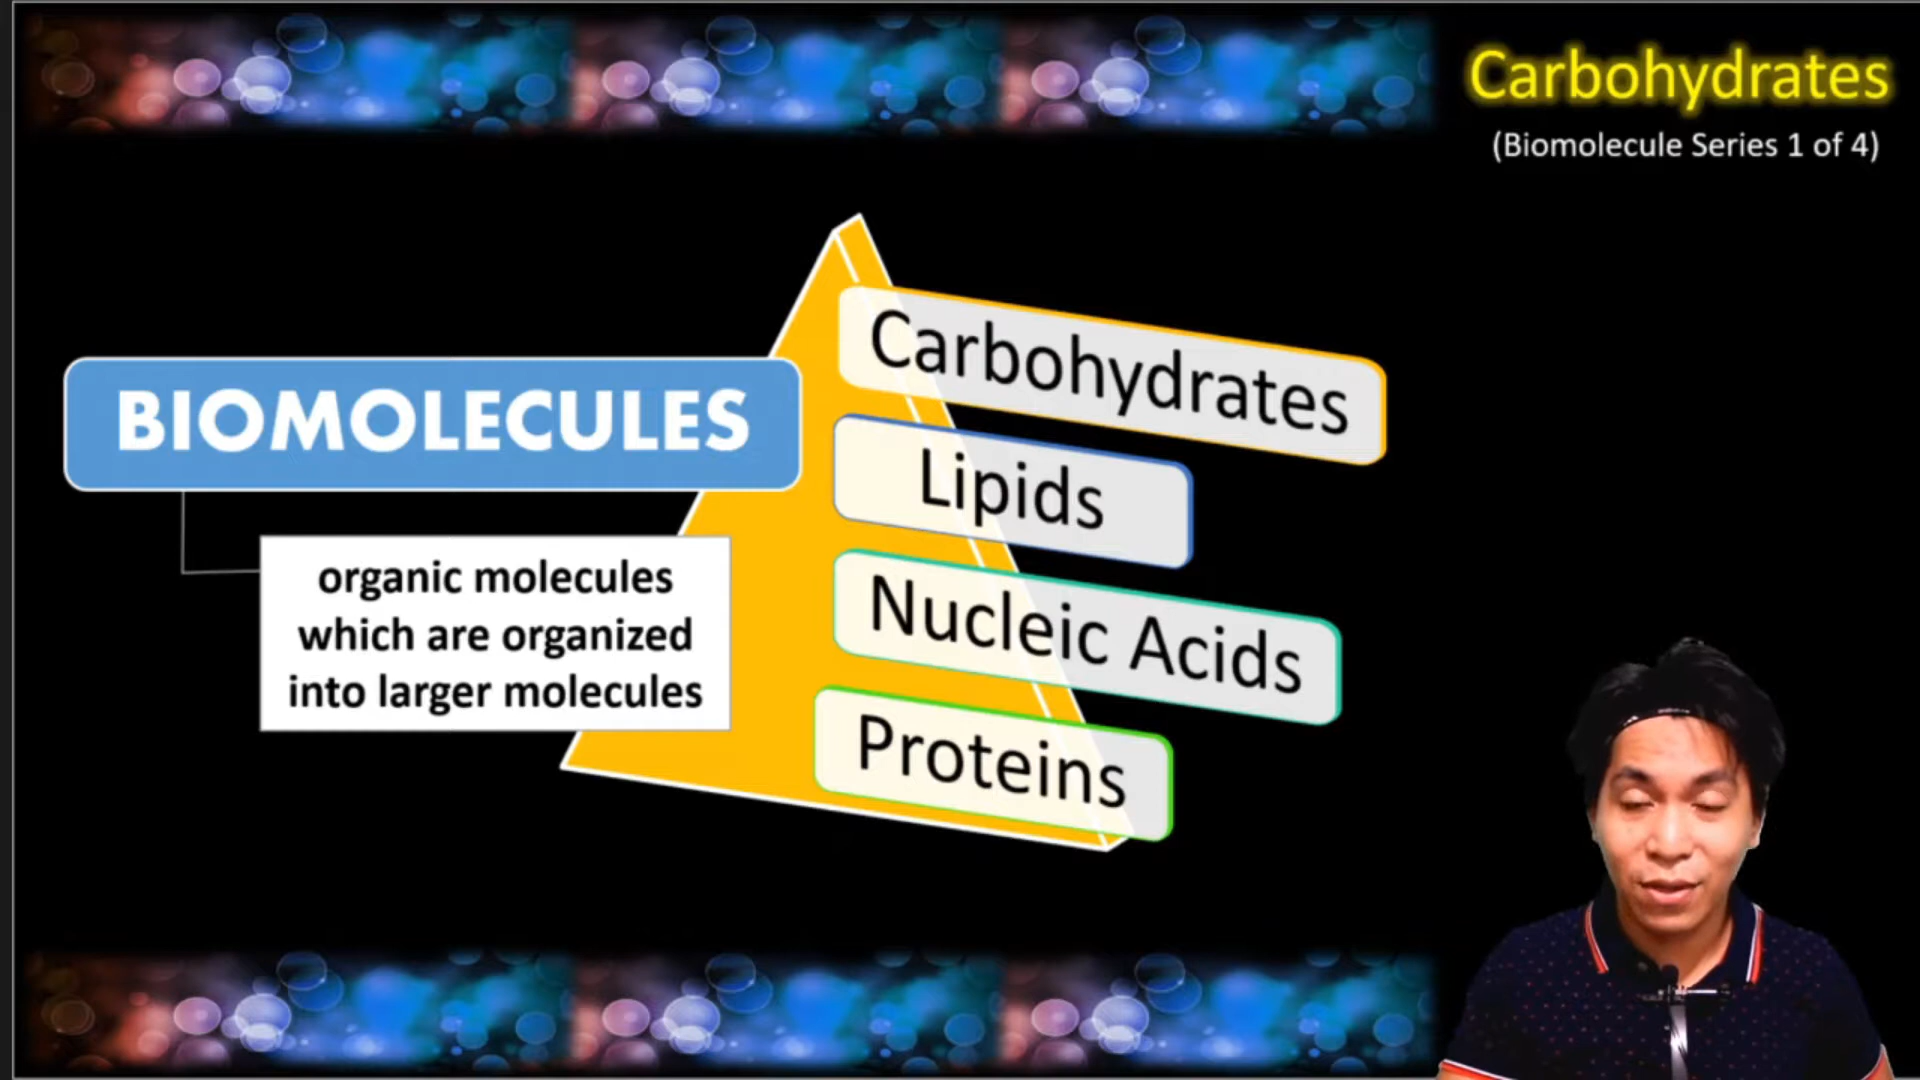 Carbohydrates
(Biomolecule Series 1 of 4)
BIOMOLECULES
organic molecules
which are organized
into larger molecules
Carbohydrates
Lipids
Nucleic Acids
Proteins